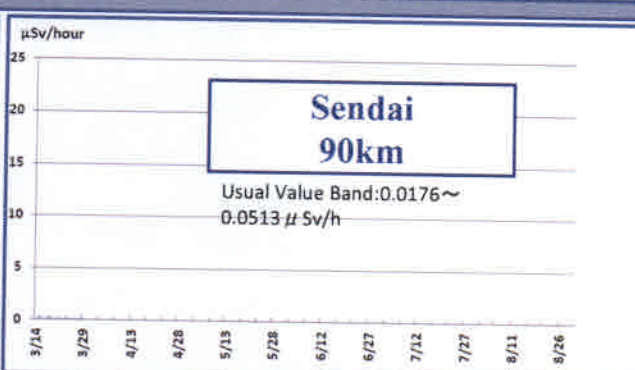 μSv/hour
25
20
15
10
5
0
Sendai
90km
Usual Value Band:0.0176～
0.0513 μ Sv/h
3/14 3/29 4/13 4/28 5/13 5/28 6/12 6/27 7/12 7/27 8/11 8/26